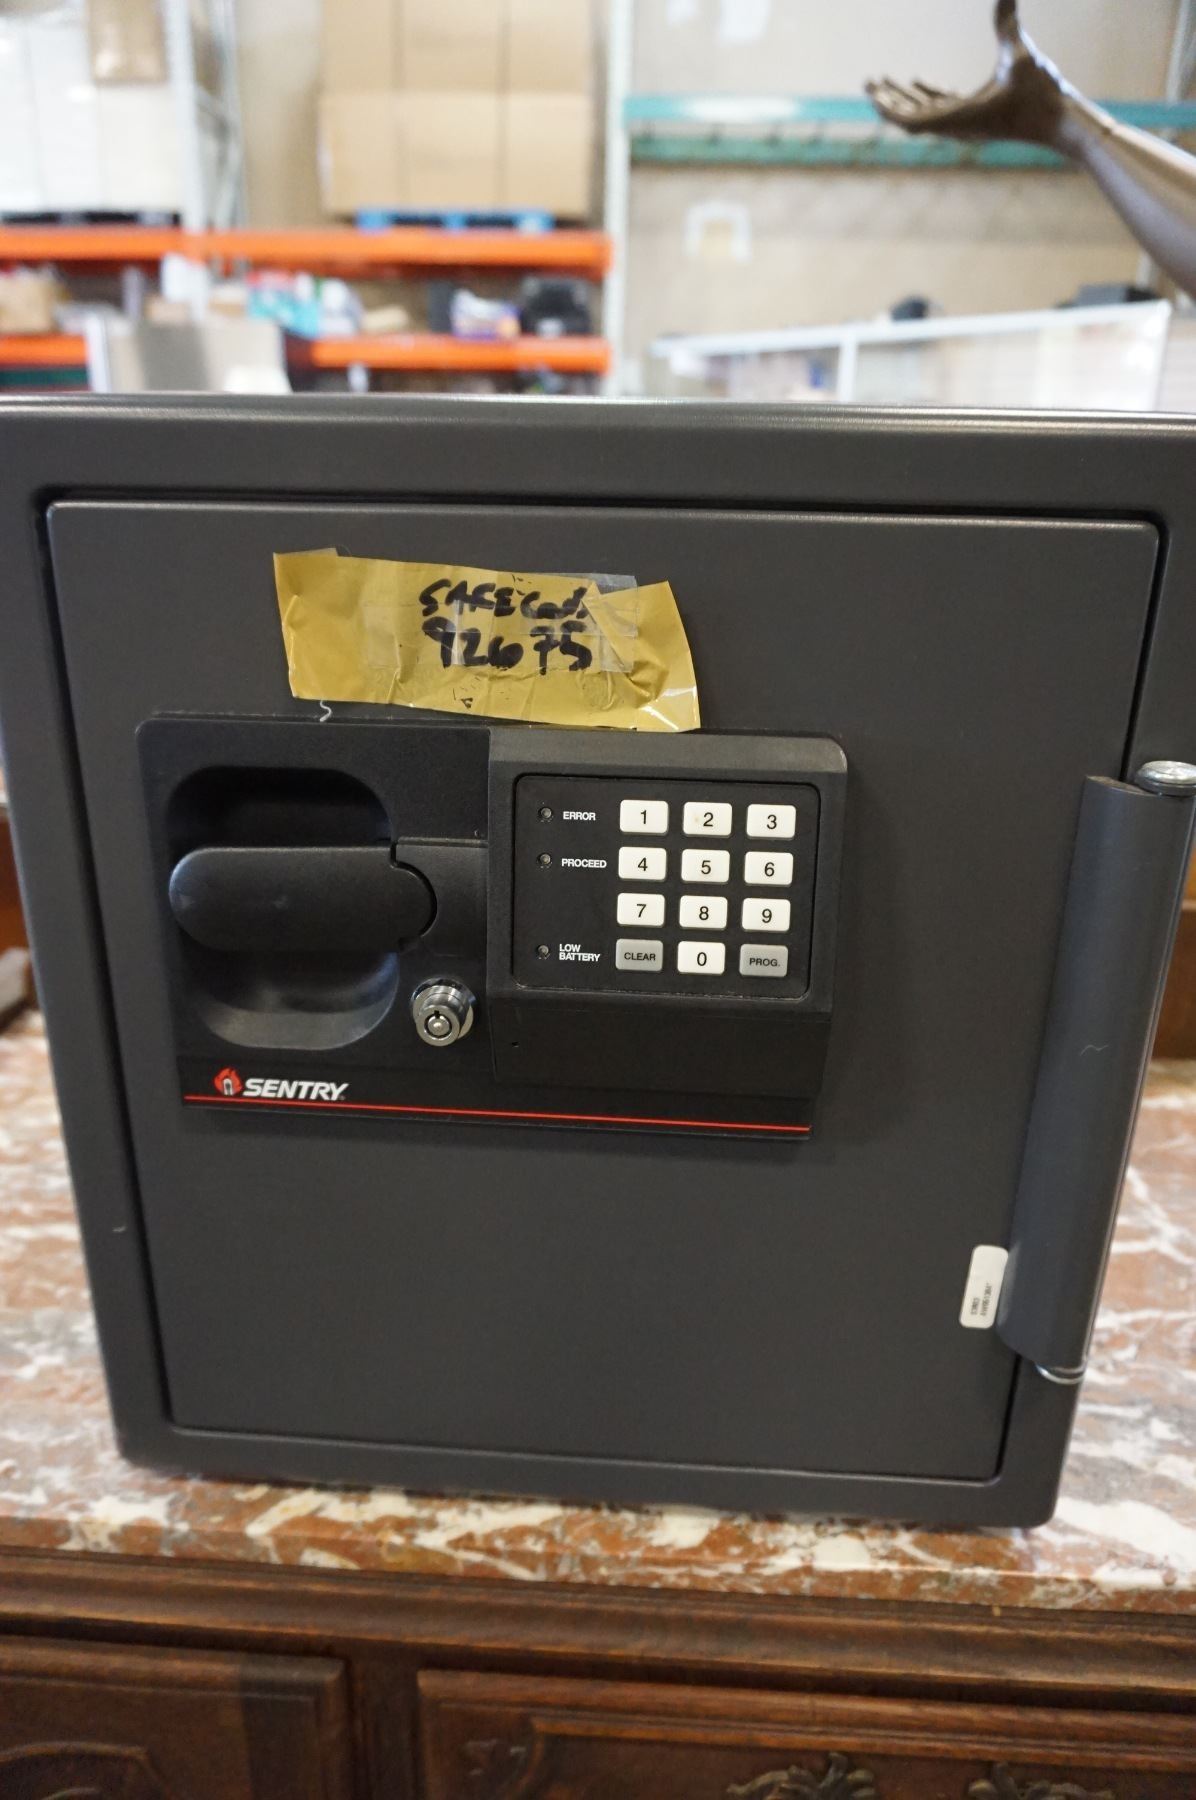 SAFE Code
92675
ERROR 1 2 3
PROCEED 4 5 6
7 8 9
LOW
BATTERY
CLEAR 0 PROG.
SENTRY